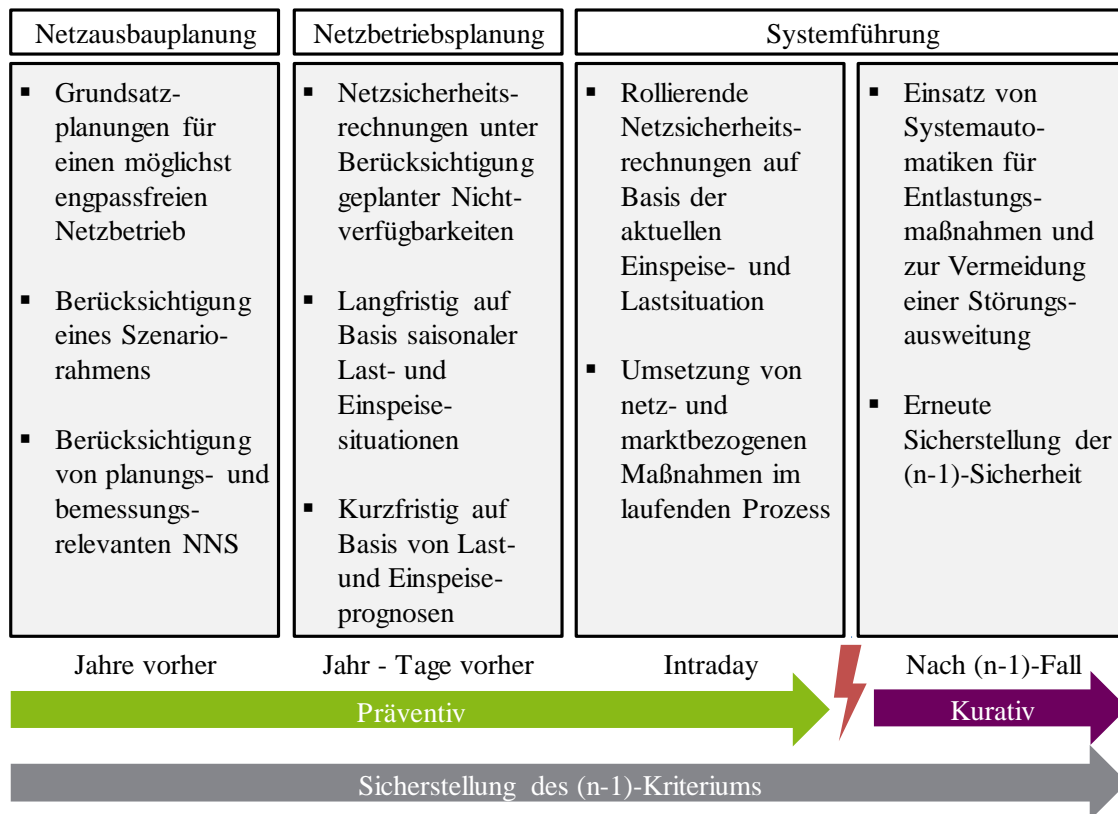 Netzausbauplanung
Netzbetriebsplanung
Systemführung
▪ Grundsatz-
planungen für
einen möglichst
engpassfreien
Netzbetrieb
▪ Berücksichtigung
eines Szenario-
rahmens
▪ Berücksichtigung
von planungs- und
bemessungs-
relevanten NNS
▪ Netzsicherheits-
rechnungen unter
Berücksichtigung
geplanter Nicht-
verfügbarkeiten
▪ Langfristig auf
Basis saisonaler
Last- und
Einspeise-
situationen
▪ Kurzfristig auf
Basis von Last-
und Einspeise-
prognosen
▪ Rollierende
Netzsicherheits-
rechnungen auf
Basis der
aktuellen
Einspeise- und
Lastsituation
▪ Umsetzung von
netz- und
marktbezogenen
Maßnahmen im
laufenden Prozess
▪ Einsatz von
Systemauto-
matiken für
Entlastungs-
maßnahmen und
zur Vermeidung
einer Störungs-
ausweitung
▪ Erneute
Sicherstellung der
(n-1)-Sicherheit
Jahre vorher
Jahr - Tage vorher
Intraday
Nach (n-1)-Fall
Präventiv
Kurativ
Sicherstellung des (n-1)-Kriteriums